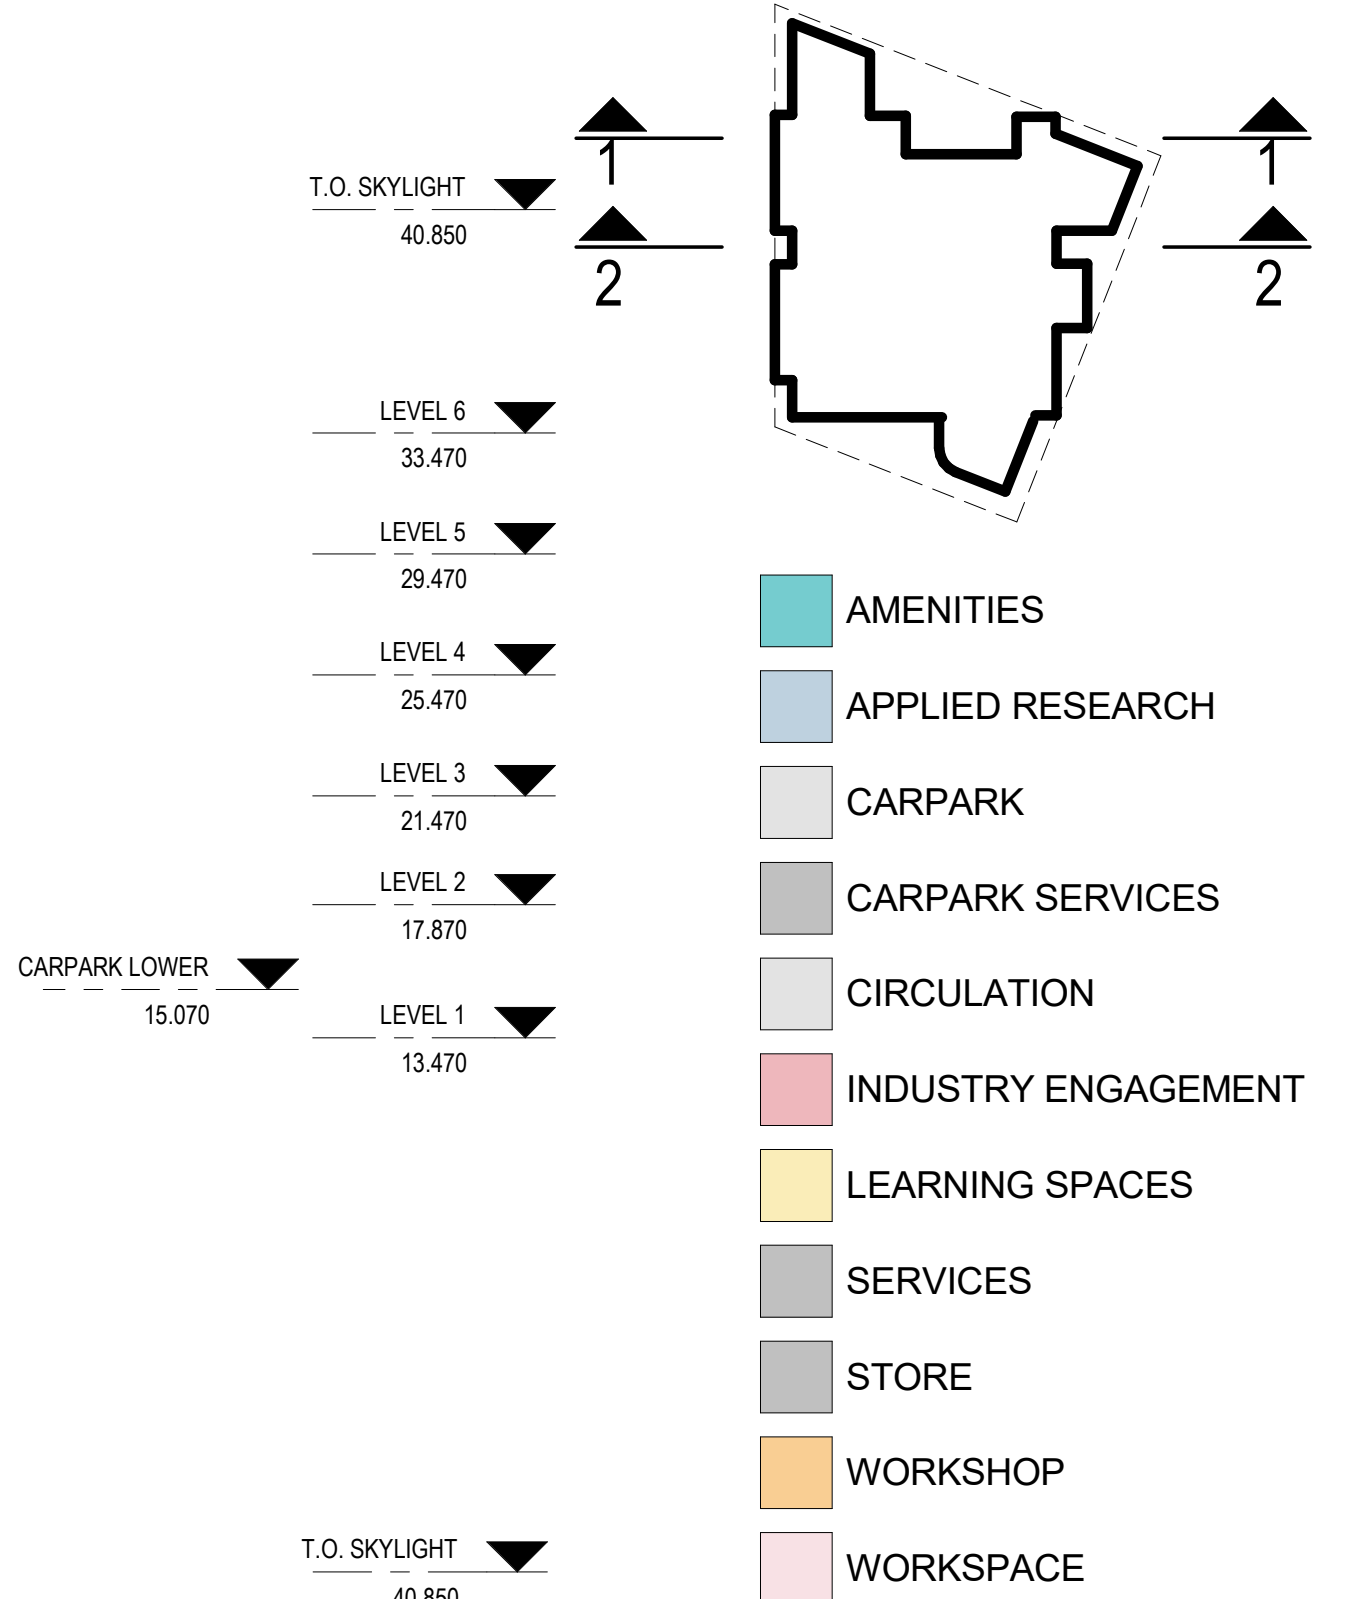 1
1
T.O. SKYLIGHT
40.850
2
2
LEVEL 6
33.470
LEVEL 5
29.470
AMENITIES
LEVEL 4
25.470
APPLIED RESEARCH
LEVEL 3
21.470
CARPARK
LEVEL 2
17.870
CARPARK SERVICES
CARPARK LOWER
15.070
LEVEL 1
13.470
CIRCULATION
INDUSTRY ENGAGEMENT
LEARNING SPACES
SERVICES
STORE
WORKSHOP
T.O. SKYLIGHT
40.850
WORKSPACE